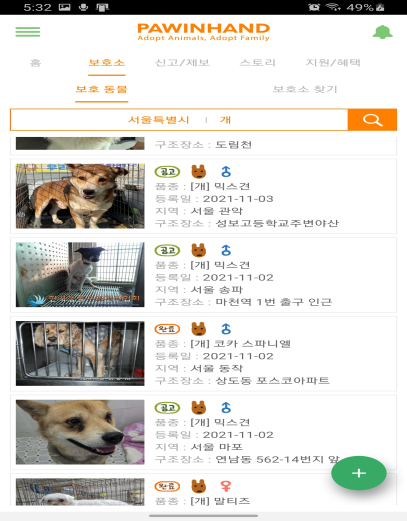 5:32 49%
PAWINHAND
Adopt Animals, Adopt Family
홈 보호소 신고/제보 스토리 지원/혜택
보호 동물 보호소 찾기
서울특별시 | 개
구조장소 : 도림천
공고
품종 : [개] 믹스견
등록일 : 2021-11-03
지역 : 서울 관악
구조장소 : 성보고등학교주변야산
공고
품종 : [개] 믹스견
등록일 : 2021-11-02
지역 : 서울 송파
구조장소 : 마천역 1번 출구 인근
완료
품종 : [개] 코카 스파니엘
등록일 : 2021-11-02
지역 : 서울 동작
구조장소 : 상도동 포스코아파트
공고
품종 : [개] 믹스견
등록일 : 2021-11-02
지역 : 서울 마포
구조장소 : 연남동 562-14번지 앞
+
완료
품종 : [개] 말티즈